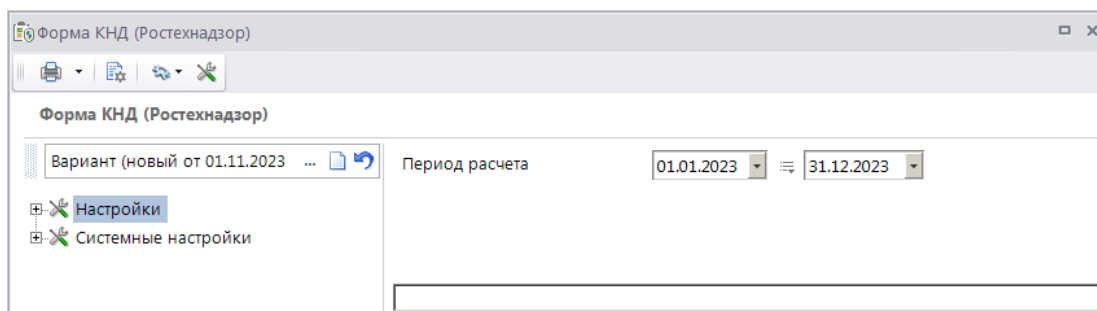 Форма КНД (Ростехнадзор)
Форма КНД (Ростехнадзор)
Вариант (новый от 01.11.2023 ...
Период расчета 01.01.2023 31.12.2023
Настройки
Системные настройки